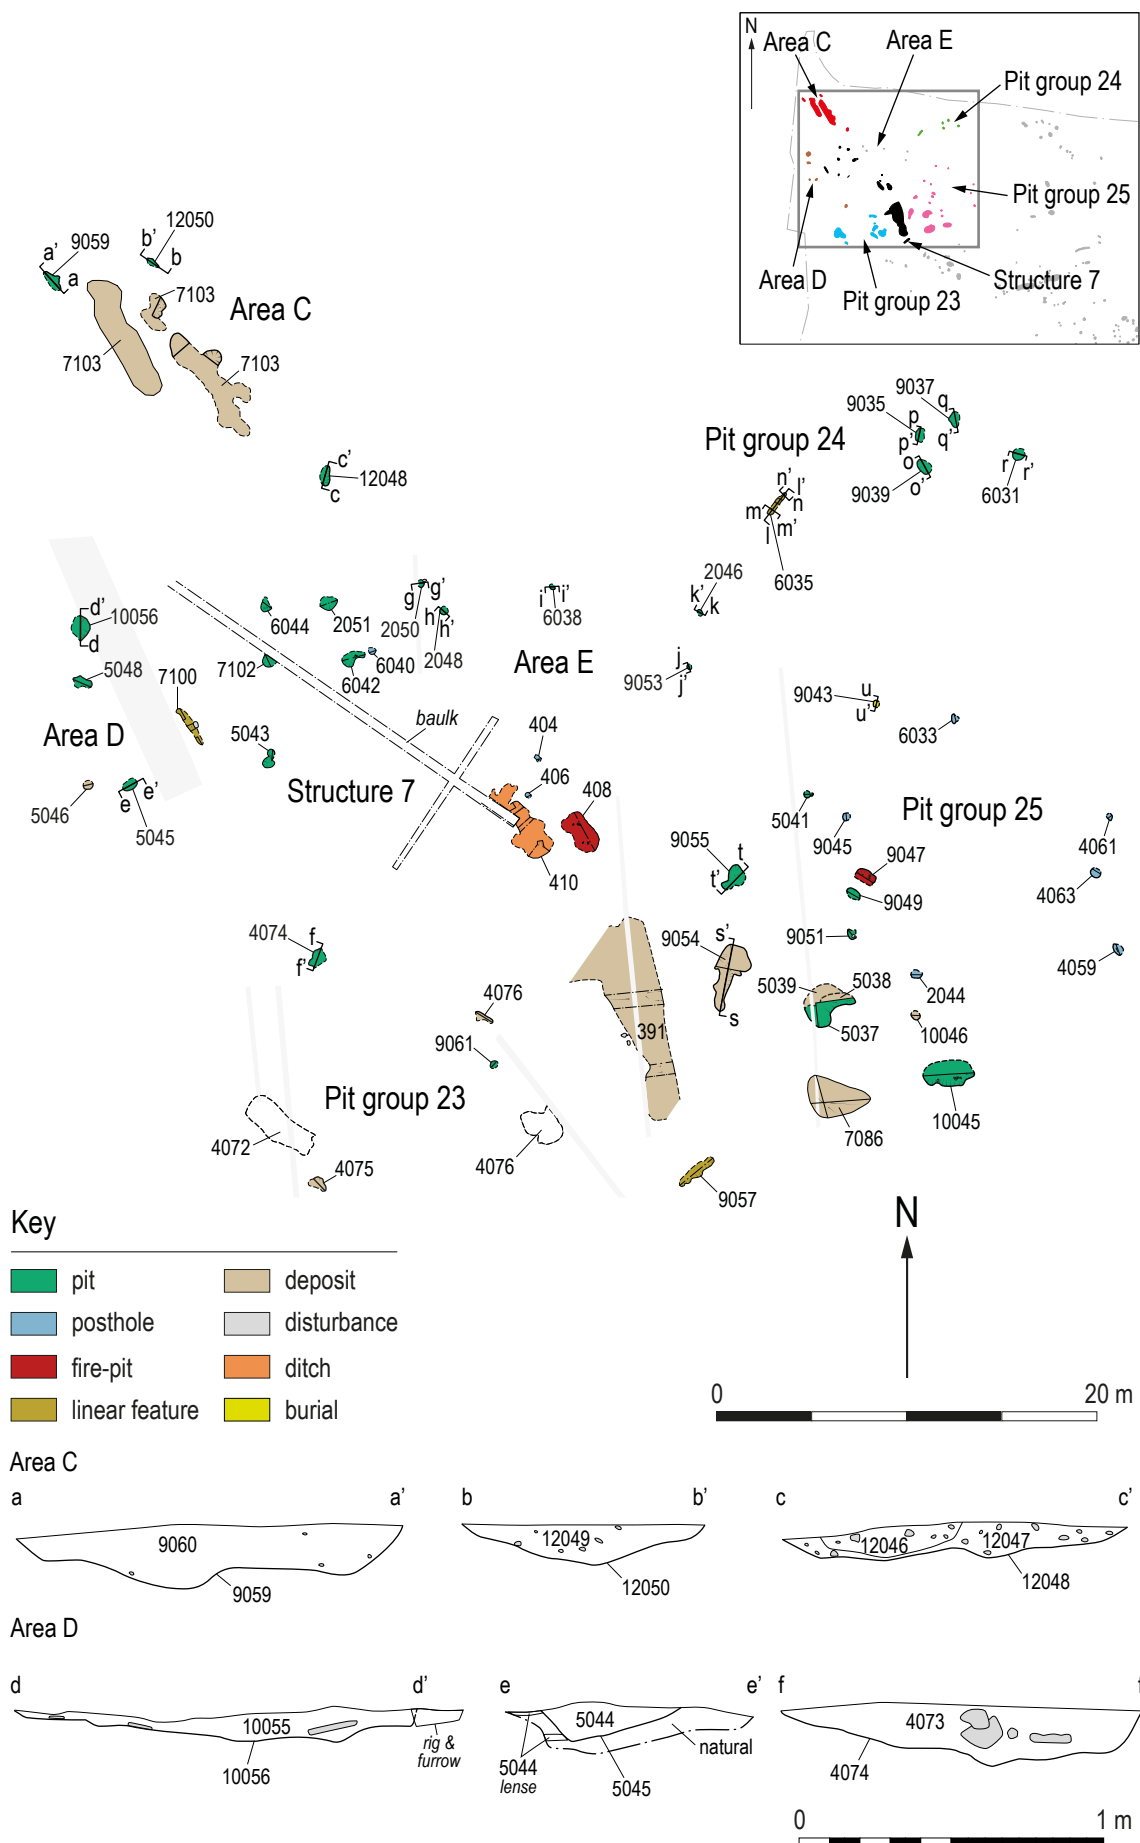 N
Area C
Area E
Pit group 24
Pit group 25
Area D
Pit group 23
Structure 7
12050
9059
a'
a
b'
b
7103
Area C
7103
7103
c'
c
12048
9037
q
q'
9035
p
p'
Pit group 24
o
o'
9039
r
r'
6031
n'
l'
n
m
m'
l
6035
2046
k'
k
d'
10056
d
6044
2051
g
g'
2050
h
h'
2048
i
i'
6038
5048
7100
7102
6042
6040
Area E
j
j'
9053
9043
u
u'
6033
Area D
baulk
404
5043
Structure 7
406
408
5046
e
e'
5045
410
5041
9045
Pit group 25
4061
4063
9055
t
t'
9047
9049
9051
4059
4074
f
f'
9054
s'
s
5039
5038
5037
2044
10046
4076
391
9061
Pit group 23
4072
4076
4075
7086
10045
9057
Key
N
pit
deposit
posthole
disturbance
fire-pit
ditch
linear feature
burial
0
20 m
Area C
a
a'
b
b'
c
c'
9060
9059
12049
12050
12046
12047
12048
Area D
d
d'
e
e'
f
10055
10056
rig &
furrow
5044
5044
lense
5045
natural
4073
4074
0
1 m